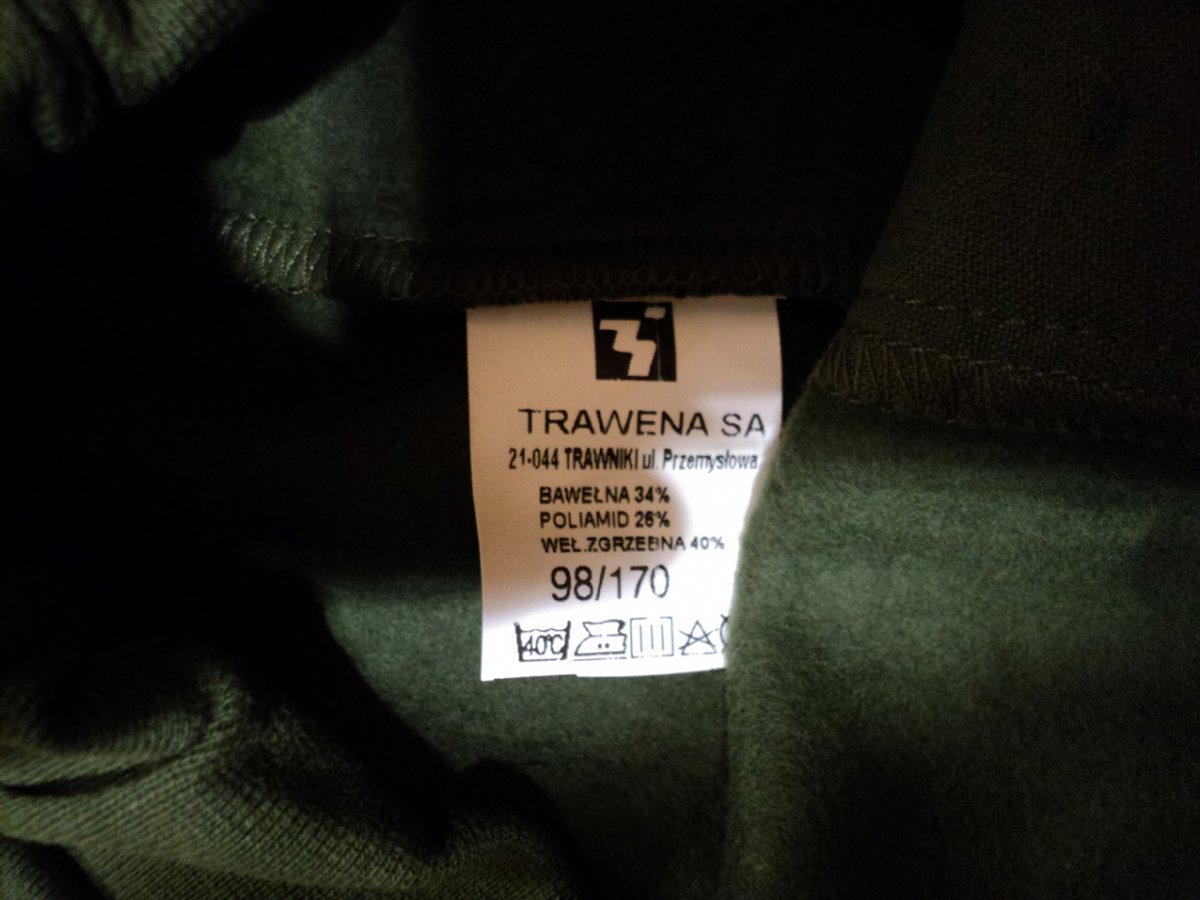 TRAWENA SA
21-044 TRAWNIKI ul. Przemysłowa
BAWEŁNA 34%
POLIAMID 26%
WEŁ.ZGRZEBNA 40%
98/170
40°C